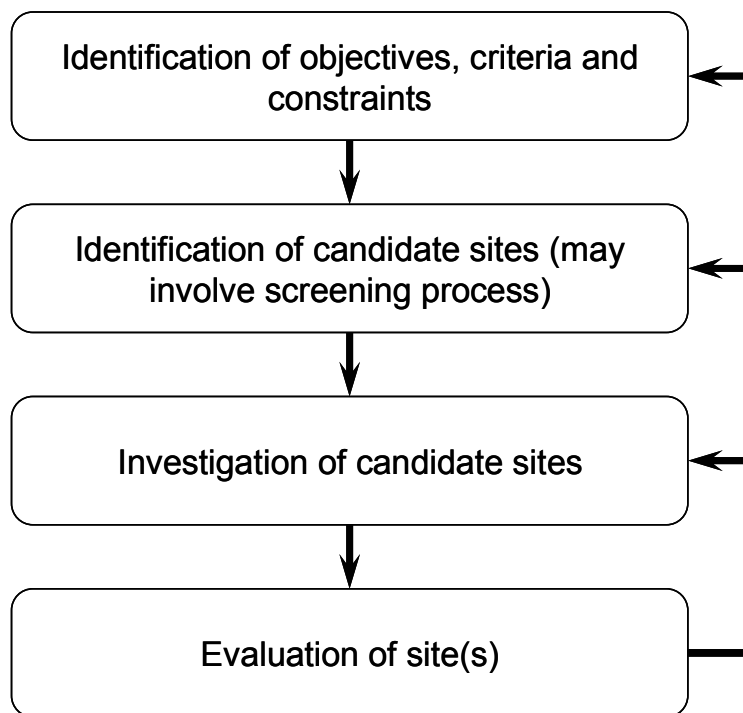 Identification of objectives, criteria and
constraints
Identification of candidate sites (may
involve screening process)
Investigation of candidate sites
Evaluation of site(s)